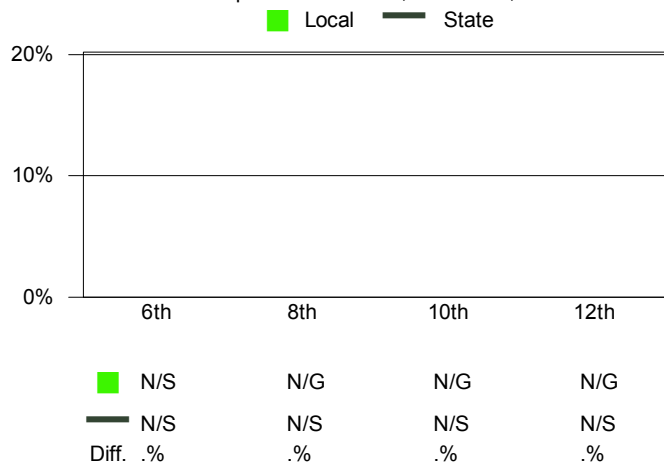 Local State
20%
10%
0%
6th 8th 10th 12th
N/S N/G N/G N/G
N/S N/S N/S N/S
Diff. .% .% .% .%